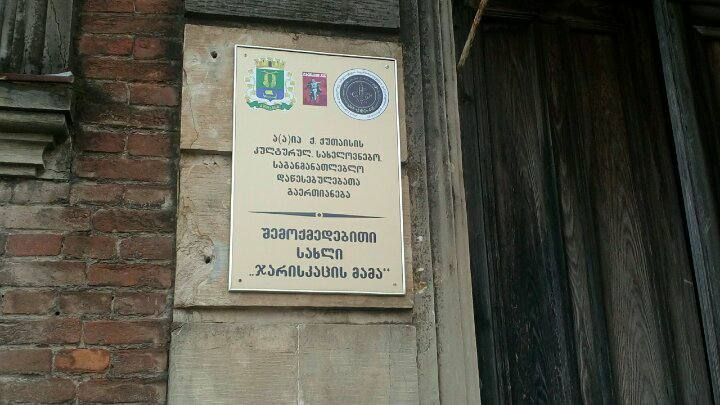 ა(ა)იპ ქ. ქუთაისის
კულტურულ. სახელოვნებო.
საგანმანათლებლო
დაწესებულებათა
გაერთიანება
შემოქმედებითი
სახლი
„ჯარისკაცის მამა“